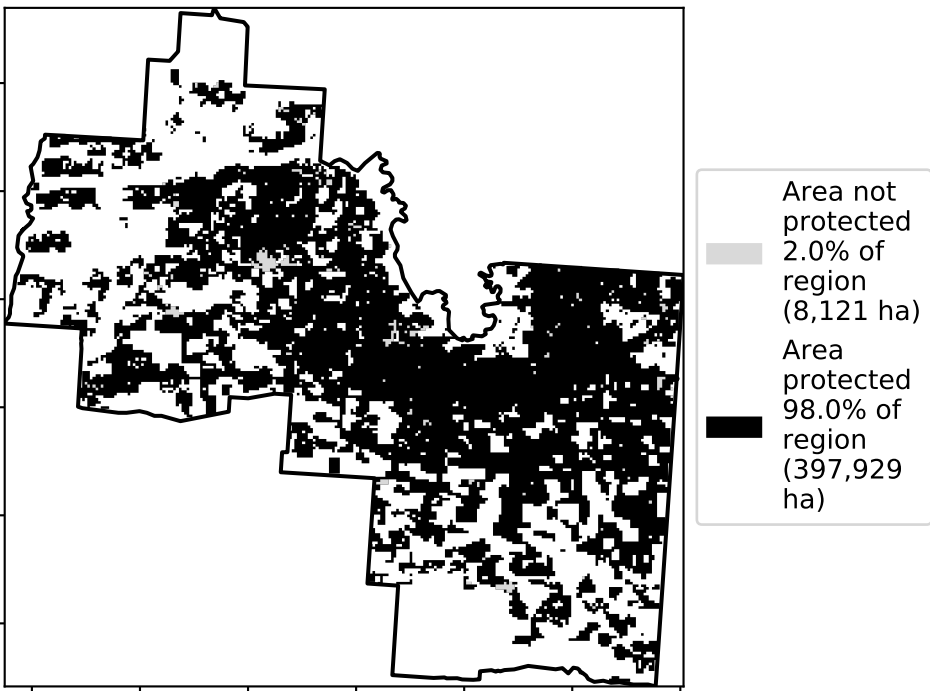 Area not
protected
2.0% of
region
(8,121 ha)
Area
protected
98.0% of
region
(397,929
ha)